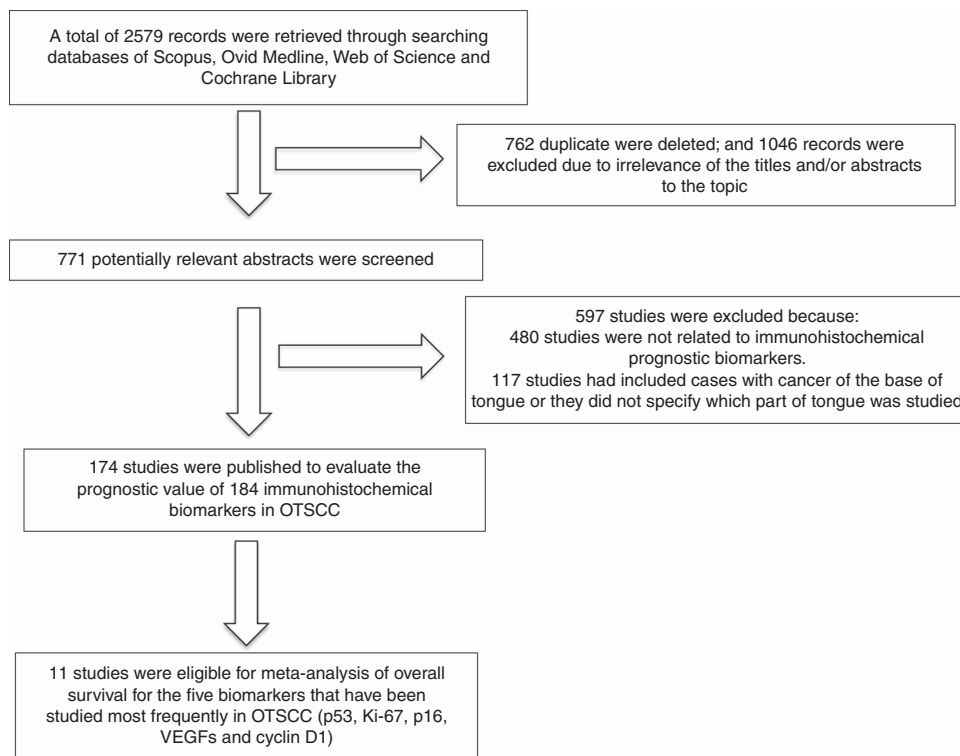 A total of 2579 records were retrieved through searching
databases of Scopus, Ovid Medline, Web of Science and
Cochrane Library
762 duplicate were deleted; and 1046 records were
excluded due to irrelevance of the titles and/or abstracts
to the topic
771 potentially relevant abstracts were screened
597 studies were excluded because:
480 studies were not related to immunohistochemical
prognostic biomarkers.
117 studies had included cases with cancer of the base of
tongue or they did not specify which part of tongue was studied
174 studies were published to evaluate the
prognostic value of 184 immunohistochemical
biomarkers in OTSCC
11 studies were eligible for meta-analysis of overall
survival for the five biomarkers that have been
studied most frequently in OTSCC (p53, Ki-67, p16,
VEGFs and cyclin D1)